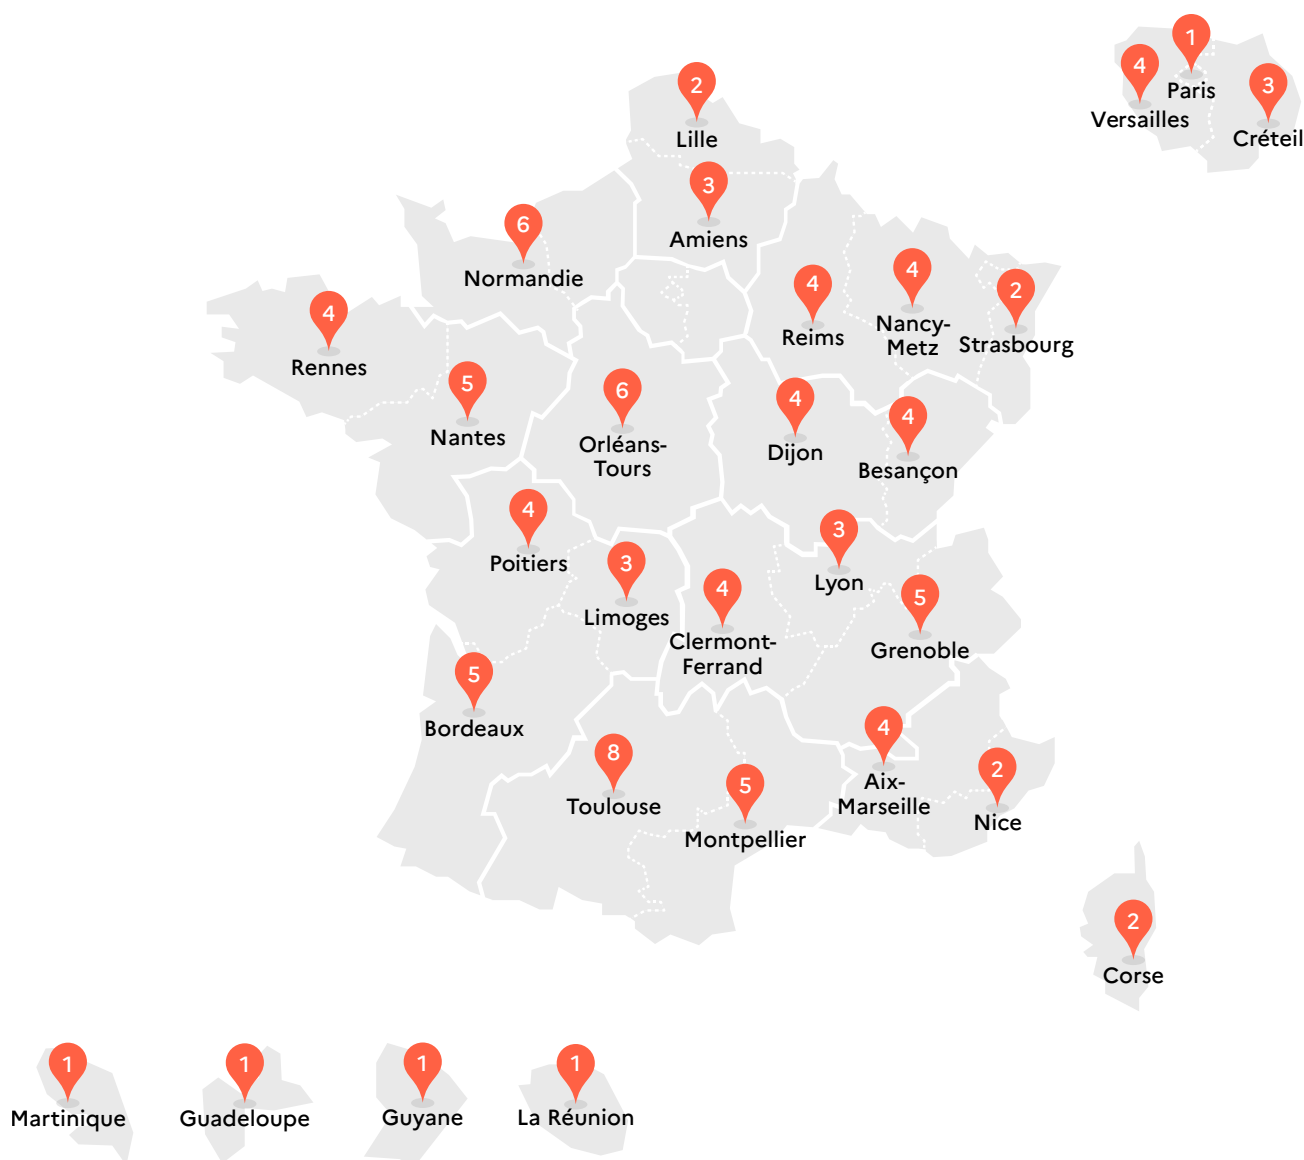 1
Paris
4
Versailles
3
Créteil
2
Lille
3
Amiens
6
Normandie
4
Rennes
4
Reims
4
Nancy-
Metz
2
Strasbourg
5
Nantes
6
Orléans-
Tours
4
Dijon
4
Besançon
4
Poitiers
3
Limoges
4
Clermont-
Ferrand
3
Lyon
5
Grenoble
5
Bordeaux
8
Toulouse
5
Montpellier
4
Aix-
Marseille
2
Nice
2
Corse
1
Martinique
1
Guadeloupe
1
Guyane
1
La Réunion